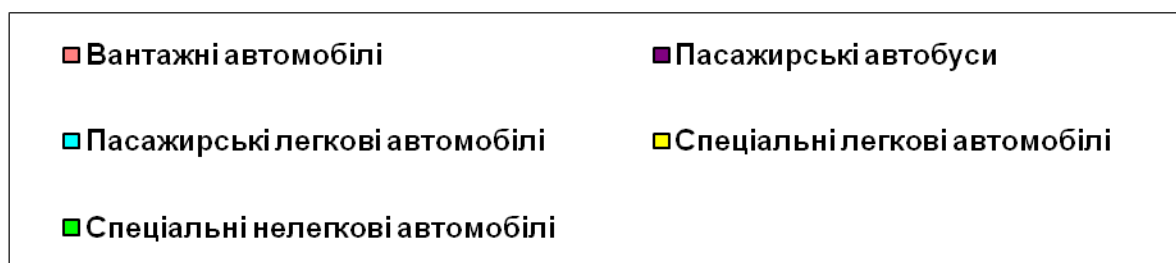 Вантажні автомобілі
Пасажирські автобуси
Пасажирські легкові автомобілі
Спеціальні легкові автомобілі
Спеціальні нелегкові автомобілі